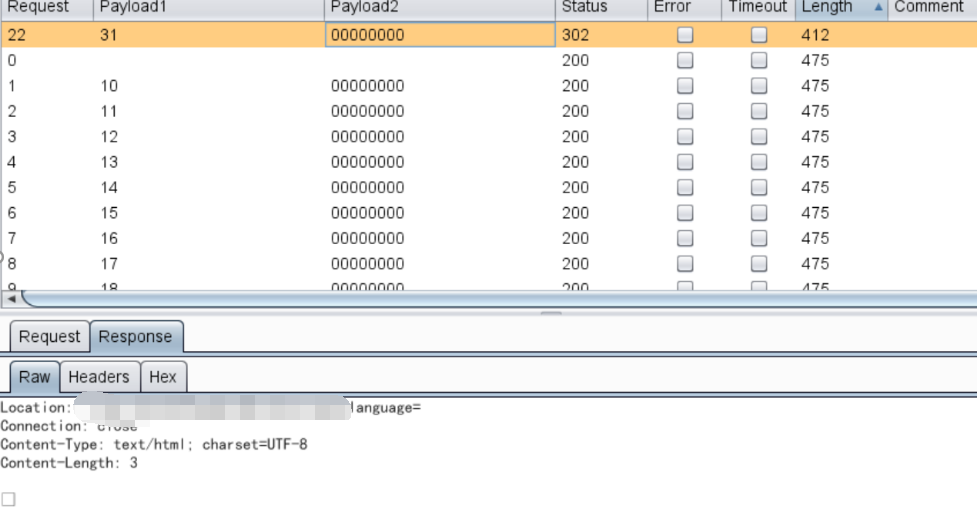 Request Payload1 Payload2 Status Error Timeout Length Comment
22 31 00000000 302 412
0 200 475
1 10 00000000 200 475
2 11 00000000 200 475
3 12 00000000 200 475
4 13 00000000 200 475
5 14 00000000 200 475
6 15 00000000 200 475
7 16 00000000 200 475
8 17 00000000 200 475
9 18 00000000 200 475
Request Response
Raw Headers Hex
Location: language=
Connection: close
Content-Type: text/html; charset=UTF-8
Content-Length: 3